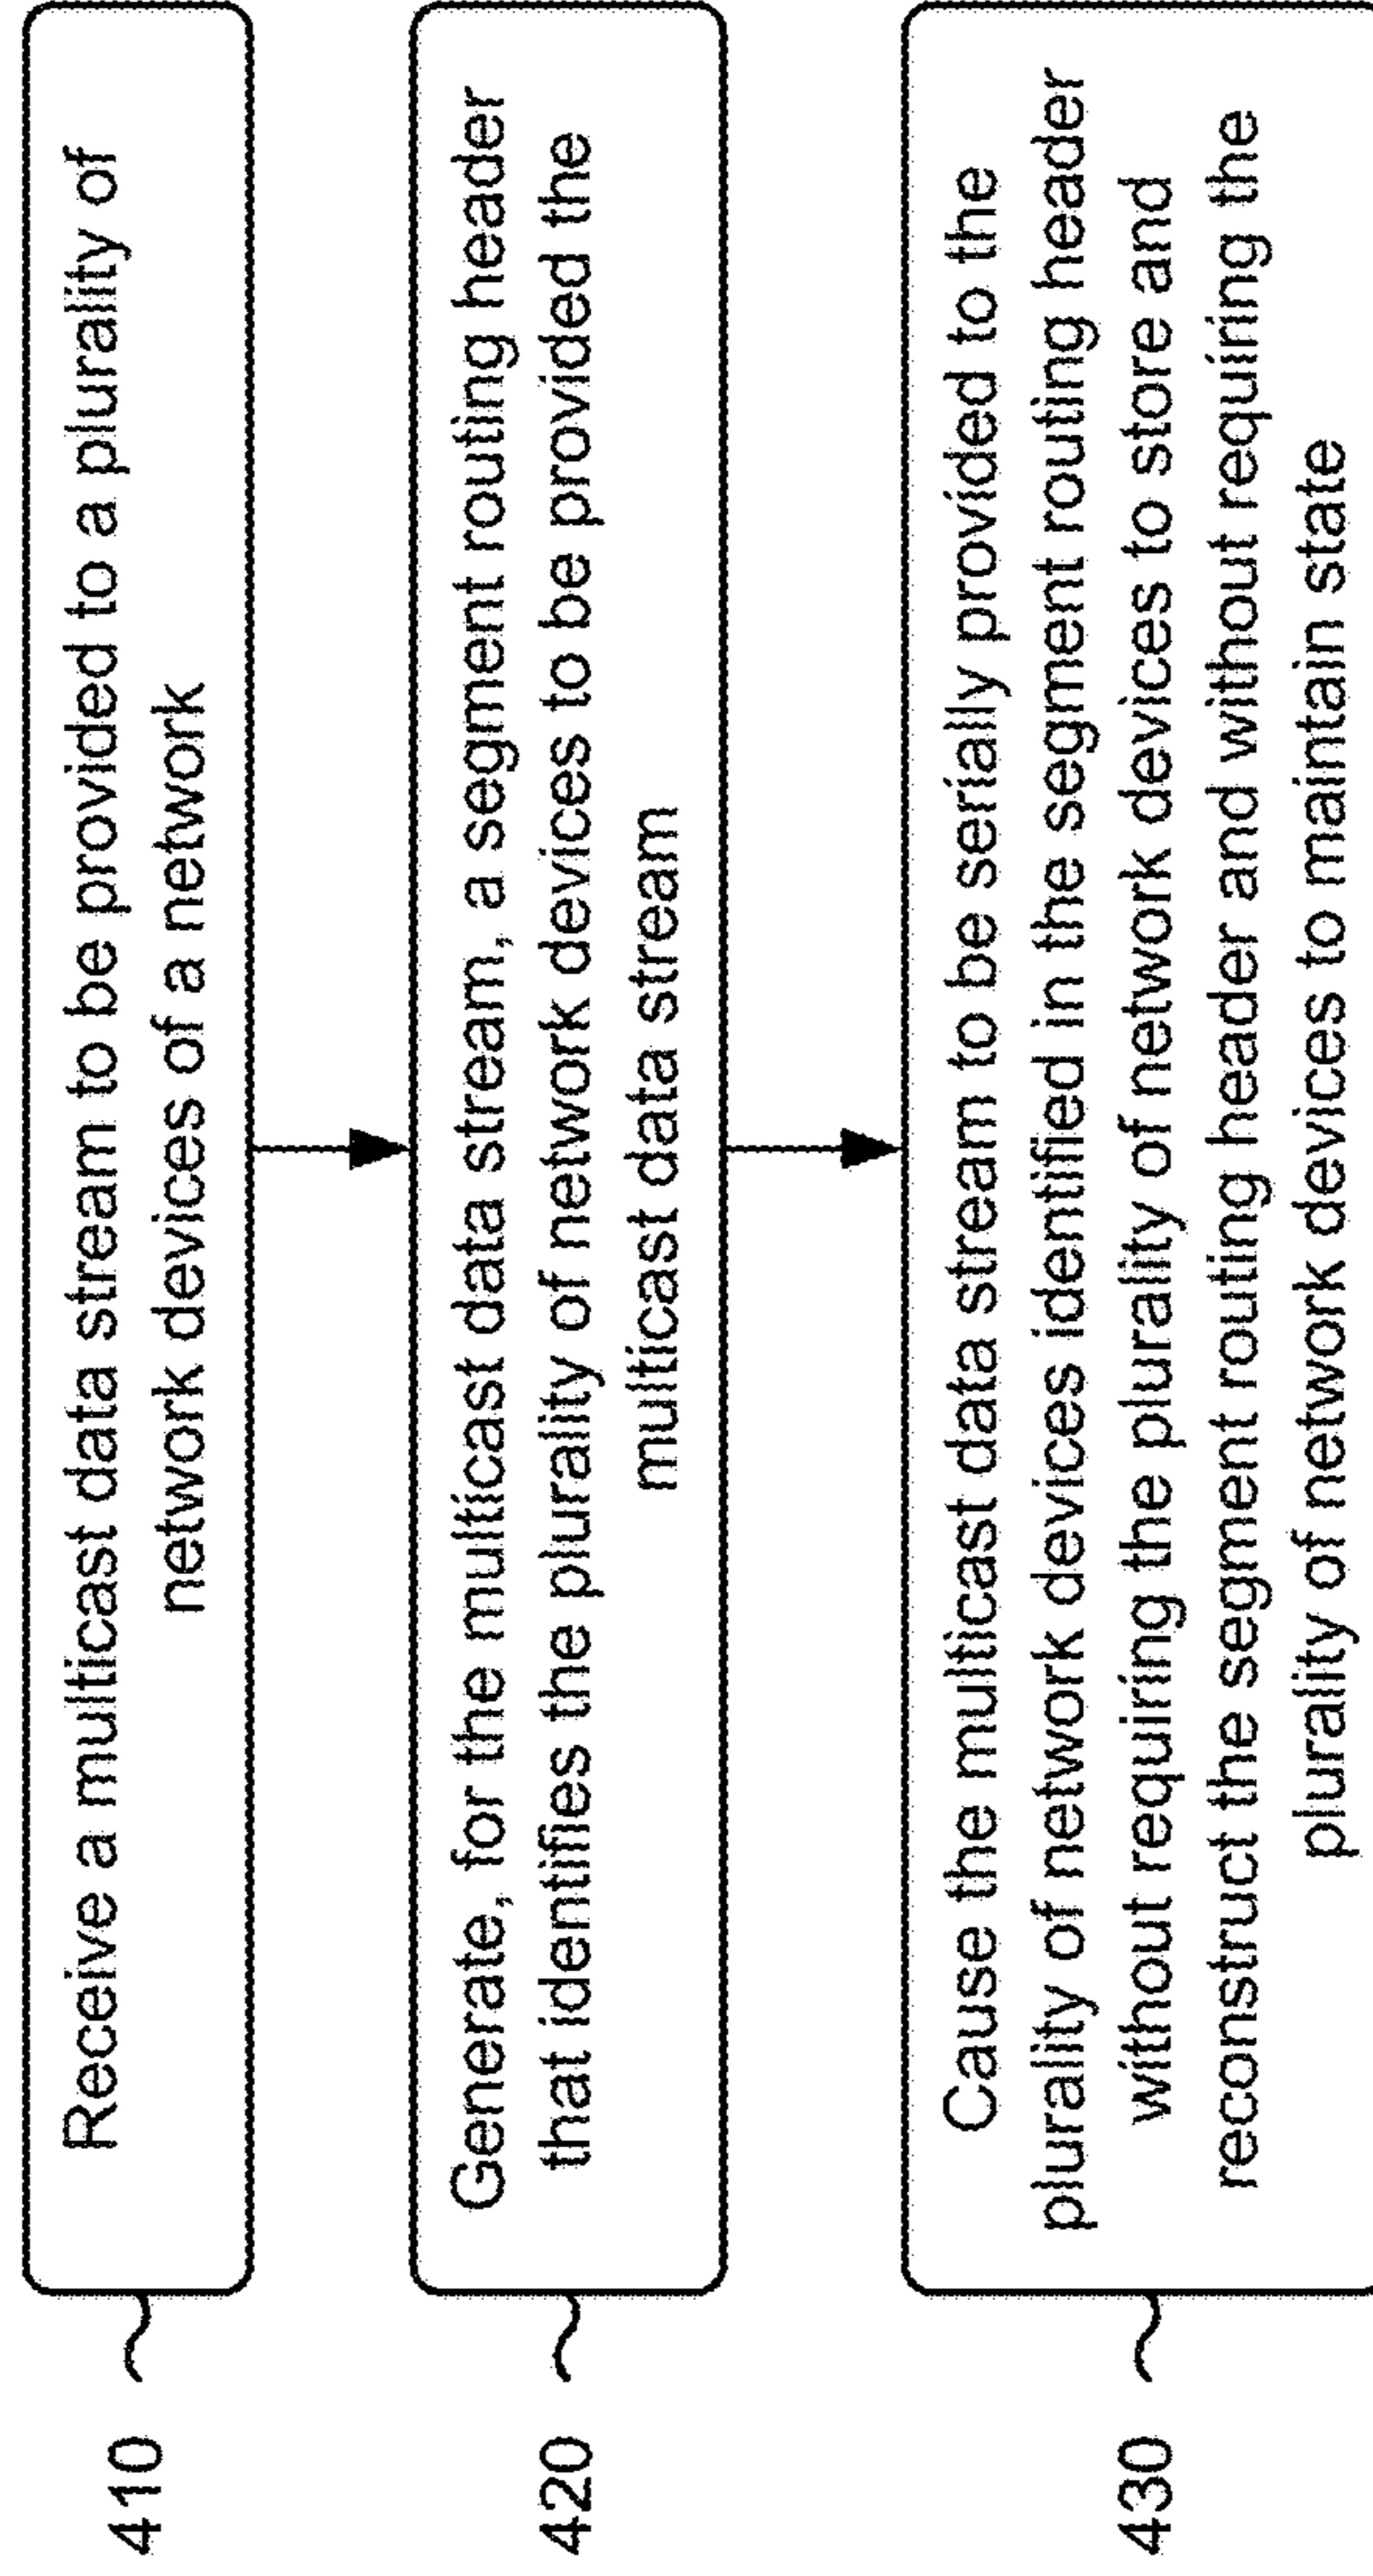 410
Receive a multicast data stream to be provided to a plurality of
network devices of a network
420
Generate, for the multicast data stream, a segment routing header
that identifies the plurality of network devices to be provided the
multicast data stream
430
Cause the multicast data stream to be serially provided to the
plurality of network devices identified in the segment routing header
without requiring the plurality of network devices to store and
reconstruct the segment routing header and without requiring the
plurality of network devices to maintain state